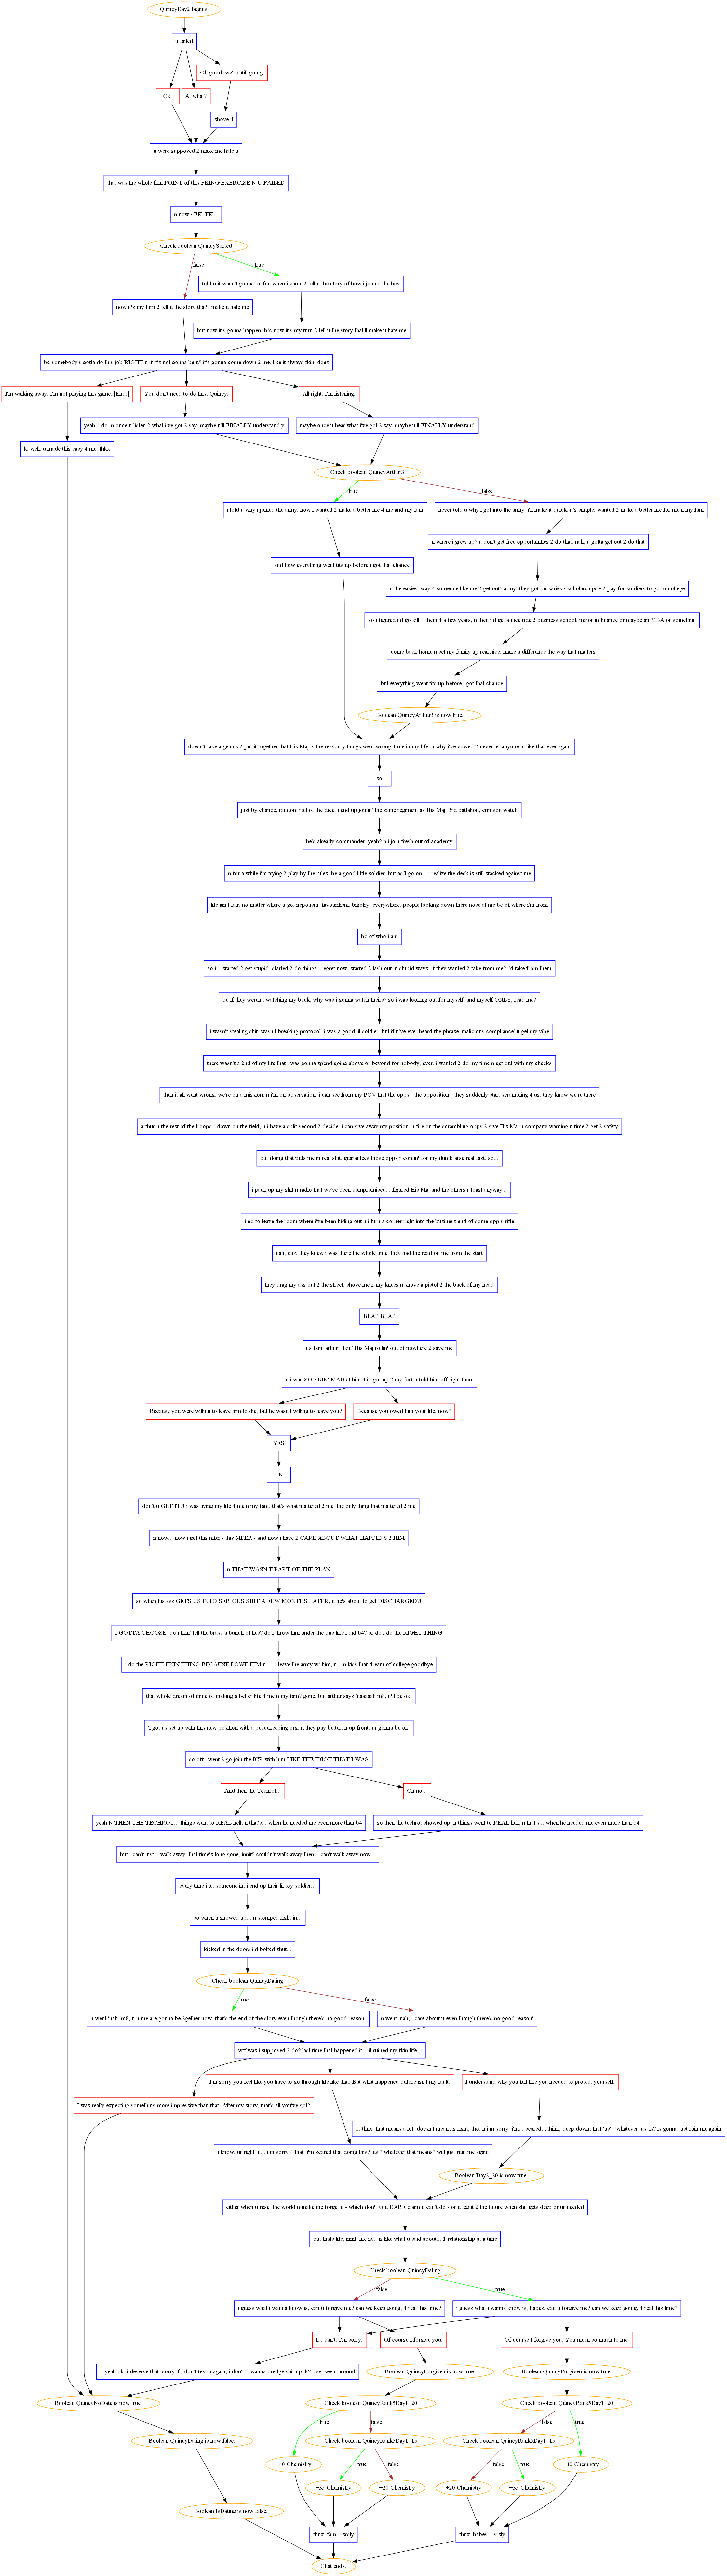 QuincyDay2 begins.
u failed
Oh good, we're still going.
Ok.
At what?
shove it
u were supposed 2 make me hate u
that was the whole fkin POINT of this FKING EXERCISE N U FAILED
n now - FK. FK...
Check boolean QuincySorted
false
true
told u it wasn't gonna be fun when i came 2 tell u the story of how i joined the hex
now it's my turn 2 tell u the story that'll make u hate me
but now it's gonna happen. b/c now it's my turn 2 tell u the story that'll make u hate me
bc somebody's gotta do this job RIGHT n if it's not gonna be u? it's gonna come down 2 me. like it always fkin' does
I'm walking away. I'm not playing this game. [End.]
You don't need to do this, Quincy.
All right. I'm listening.
yeah. i do. n once u listen 2 what i've got 2 say, maybe u'll FINALLY understand y
maybe once u hear what i've got 2 say, maybe u'll FINALLY understand
k. well. u made this easy 4 me. thkx
Check boolean QuincyArthur3
true
false
i told u why i joined the army. how i wanted 2 make a better life 4 me and my fam
never told u why i got into the army. i'll make it quick. it's simple. wanted 2 make a better life for me n my fam
n where i grew up? u don't get free opportunities 2 do that. nah, u gotta get out 2 do that
and how everything went tits up before i got that chance
n the easiest way 4 someone like me 2 get out? army. they got bursaries - scholarships - 2 pay for soldiers to go to college
so i figured i'd go kill 4 them 4 a few years, n then i'd get a nice ride 2 business school. major in finance or maybe an MBA or somethin'
come back home n set my family up real nice, make a difference the way that matters
but everything went tits up before i got that chance
Boolean QuincyArthur3 is now true.
doesn't take a genius 2 put it together that His Maj is the reason y things went wrong 4 me in my life. n why i've vowed 2 never let anyone in like that ever again
so
just by chance, random roll of the dice, i end up joinin' the same regiment as His Maj. 3rd battalion, crimson watch
he's already commander, yeah? n i join fresh out of academy
n for a while i'm trying 2 play by the rules, be a good little soldier. but as I go on... i realize the deck is still stacked against me
life ain't fair. no matter where u go. nepotism. favouritism. bigotry. everywhere. people looking down there nose at me bc of where i'm from
bc of who i am
so i... started 2 get stupid. started 2 do things i regret now. started 2 lash out in stupid ways. if they wanted 2 take from me? i'd take from them
bc if they weren't watching my back, why was i gonna watch theirs? so i was looking out for myself, and myself ONLY, read me?
i wasn't stealing shit. wasn't breaking protocol. i was a good lil soldier. but if u've ever heard the phrase 'malicious compliance' u get my vibe
there wasn't a 2nd of my life that i was gonna spend going above or beyond for nobody, ever. i wanted 2 do my time n get out with my checks
then it all went wrong. we're on a mission. n i'm on observation. i can see from my POV that the opps - the opposition - they suddenly start scrambling 4 us. they know we're there
arthur n the rest of the troops r down on the field, n i have a split second 2 decide. i can give away my position 'n fire on the scrambling opps 2 give His Maj n company warning n time 2 get 2 safety
but doing that puts me in real shit. guarantees those opps r comin' for my dumb arse real fast. so...
i pack up my shit n radio that we've been compromised... figured His Maj and the others r toast anyway...
i go to leave the room where i've been hiding out n i turn a corner right into the business end of some opp's rifle
nah, cuz. they knew i was there the whole time. they had the read on me from the start
they drag my ass out 2 the street. shove me 2 my knees n shove a pistol 2 the back of my head
BLAP BLAP
its fkin' arthur. fkin' His Maj rollin' out of nowhere 2 save me
n i was SO FKIN' MAD at him 4 it. got up 2 my feet n told him off right there
Because you were willing to leave him to die, but he wasn't willing to leave you?
Because you owed him your life, now?
YES
FK
don't u GET IT?! i was living my life 4 me n my fam. that's what mattered 2 me. the only thing that mattered 2 me
n now... now i got this mfer - this MFER - and now i have 2 CARE ABOUT WHAT HAPPENS 2 HIM
n THAT WASN'T PART OF THE PLAN
so when his ass GETS US INTO SERIOUS SHIT A FEW MONTHS LATER, n he's about to get DISCHARGED?!
I GOTTA CHOOSE. do i fkin' tell the brass a bunch of lies? do i throw him under the bus like i did b4? or do i do the RIGHT THING
i do the RIGHT FKIN THING BECAUSE I OWE HIM n i... i leave the army w/ him, n... n kiss that dream of college goodbye
that whole dream of mine of making a better life 4 me n my fam? gone. but arthur says 'naaaaah m8, it'll be ok'
'i got us set up with this new position with a peacekeeping org. n they pay better, n up front. ur gonna be ok'
so off i went 2 go join the ICR with him LIKE THE IDIOT THAT I WAS
And then the Techrot...
Oh no...
yeah N THEN THE TECHROT... things went to REAL hell, n that's... when he needed me even more than b4
so then the techrot showed up, n things went to REAL hell, n that's... when he needed me even more than b4
but i can't just... walk away. that time's long gone, innit? couldn't walk away then... can't walk away now...
every time i let someone in, i end up their lil toy soldier...
so when u showed up... n stomped right in...
kicked in the doors i'd bolted shut...
Check boolean QuincyDating
true
false
n went 'nah, m8, u n me are gonna be 2gether now, that's the end of the story even though there's no good reason'
n went 'nah, i care about u even though there's no good reason'
wtf was i supposed 2 do? last time that happened it... it ruined my fkin life...
I was really expecting something more impressive than that. After my story, that's all you've got?
I'm sorry you feel like you have to go through life like that. But what happened before isn't my fault.
I understand why you felt like you needed to protect yourself.
... thnx. that means a lot. doesn't mean its right, tho. n i'm sorry. i'm... scared, i think, deep down, that 'us' - whatever 'us' is? is gonna just ruin me again
i know. ur right. n... i'm sorry 4 that. i'm scared that doing this? 'us'? whatever that means? will just ruin me again
Boolean Day2_20 is now true.
either when u reset the world n make me forget u - which don't you DARE claim u can't do - or u leg it 2 the future when shit gets deep or ur needed
but thats life, innit. life is... is like what u said about... 1 relationship at a time
Check boolean QuincyDating
false
true
i guess what i wanna know is, can u forgive me? can we keep going, 4 real this time?
i guess what i wanna know is, babes, can u forgive me? can we keep going, 4 real this time?
I... can't. I'm sorry.
Of course I forgive you.
Of course I forgive you. You mean so much to me.
...yeah ok. i deserve that. sorry if i don't text u again, i don't... wanna dredge shit up, k? bye. see u around
Boolean QuincyForgiven is now true.
Boolean QuincyForgiven is now true.
Boolean QuincyNoDate is now true.
Check boolean QuincyRank5Day1_20
Check boolean QuincyRank5Day1_20
true
false
false
true
Boolean QuincyDating is now false.
Check boolean QuincyRank5Day1_15
Check boolean QuincyRank5Day1_15
true
false
false
true
+40 Chemistry
+40 Chemistry
+35 Chemistry
+20 Chemistry
+20 Chemistry
+35 Chemistry
Boolean IsDating is now false.
thnx, fam... srsly
thnx, babes... srsly
Chat ends.